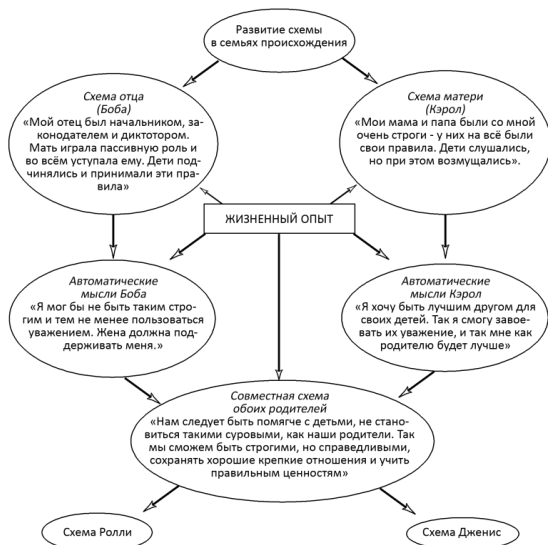 Развитие схемы
в семьях происхождения
Схема отца
(Боба)
«Мой отец был начальником, за-
конодателем и диктотором.
Мать играла пассивную роль и
во всём уступала ему. Дети под-
чинялись и принимали эти пра-
вила»
Схема матери
(Кэрол)
«Мои мама и папа были со мной
очень строги - у них на всё были
свои правила. Дети слушались,
но при этом возмущались».
ЖИЗНЕННЫЙ ОПЫТ
Автоматические
мысли Боба
«Я мог бы не быть таким стро-
гим и тем не менее пользоваться
уважением. Жена должна под-
держивать меня.»
Автоматические
мысли Кэрол
«Я хочу быть лучшим другом для
своих детей. Так я смогу завое-
вать их уважение, и так мне как
родителю будет лучше»
Совместная схема
обоих родителей
«Нам следует быть помягче с детьми, не стано-
виться такими суровыми, как наши родители. Так
мы сможем быть строгими, но справедливыми,
сохранять хорошие крепкие отношения и учить
правильным ценностям»
Схема Ролли
Схема Дженис